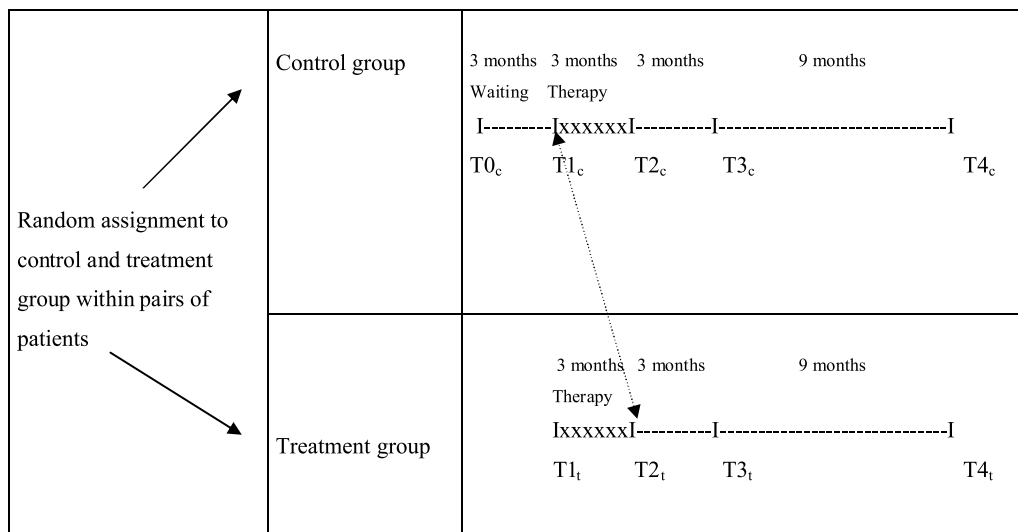 Random assignment to
control and treatment
group within pairs of
patients
Control group
3 months 3 months 3 months 9 months
Waiting Therapy
I---------IxxxxxxI----------I------------------------------I
T0c T1c T2c T3c T4c
Treatment group
3 months 3 months 9 months
Therapy
IxxxxxxI----------I------------------------------I
T1t T2t T3t T4t